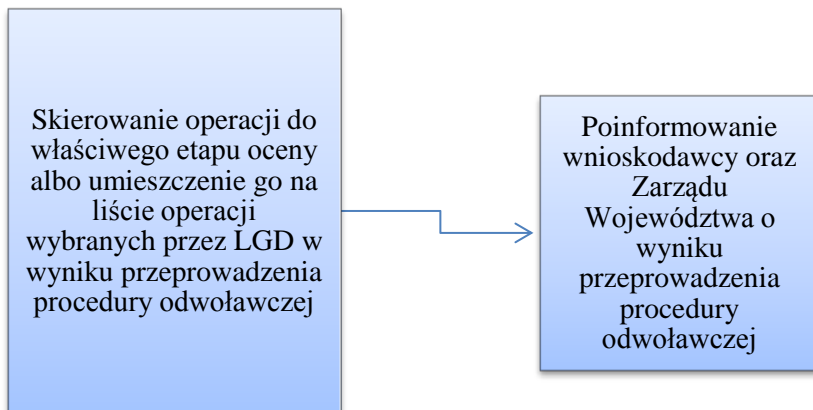 Skierowanie operacji do
właściwego etapu oceny
albo umieszczenie go na
liście operacji
wybranych przez LGD w
wyniku przeprowadzenia
procedury odwoławczej
Poinformowanie
wnioskodawcy oraz
Zarządu
Województwa o
wyniku
przeprowadzenia
procedury
odwoławczej